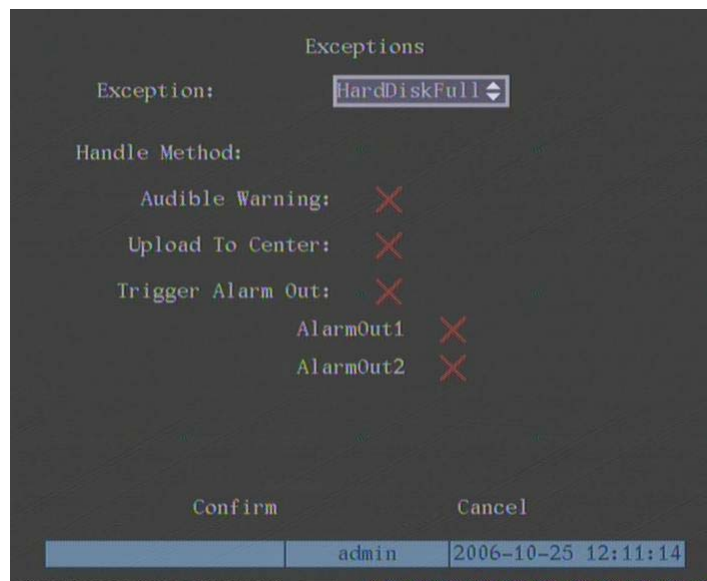 Exceptions
Exception: HardDiskFull
Handle Method:
Audible Warning:
Upload To Center:
Trigger Alarm Out:
AlarmOut1
AlarmOut2
Confirm Cancel
admin 2006-10-25 12:11:14